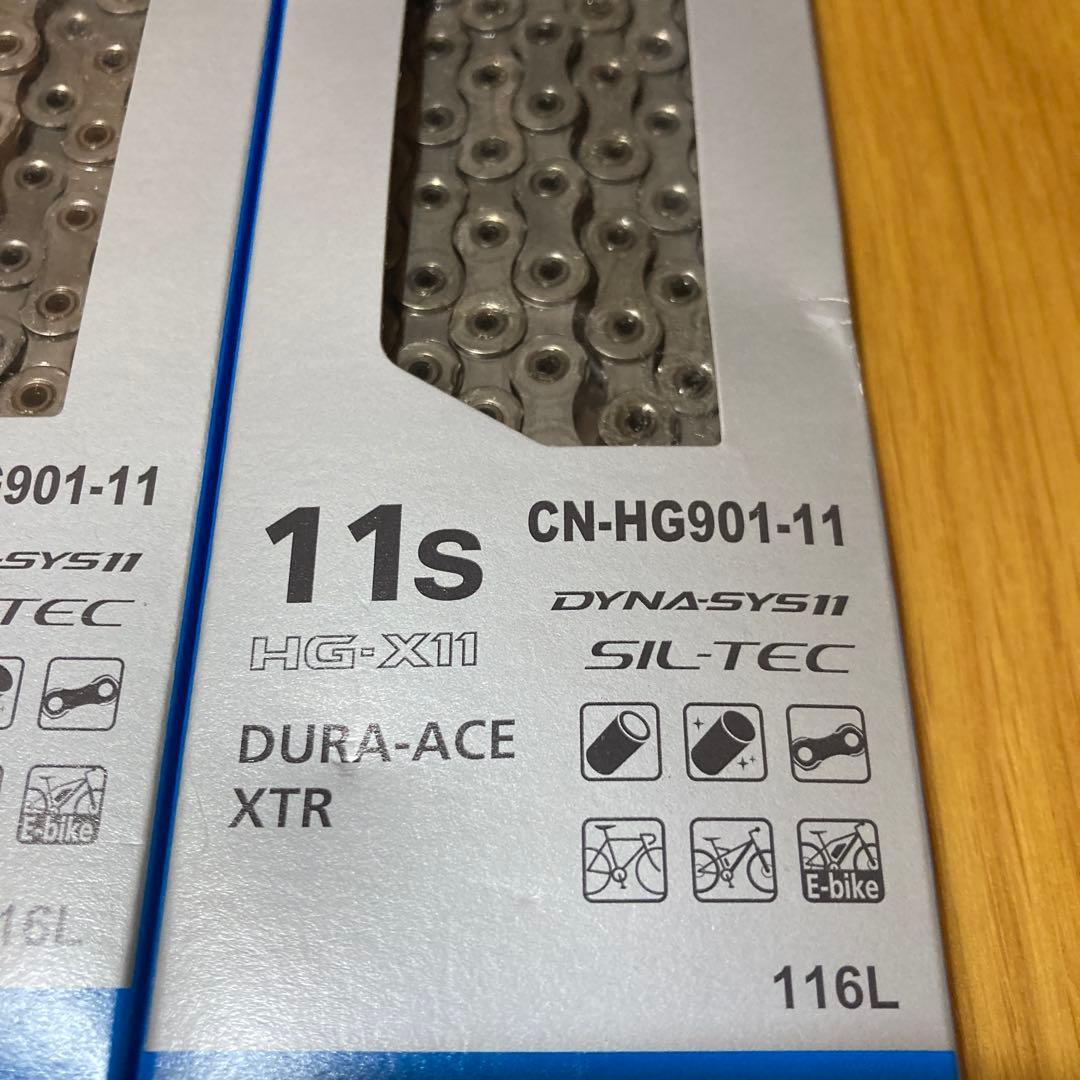 901-11
-SYS11
TEC
E-bike
16L
11s
CN-HG901-11
HG-X11
DYNA-SYS11
SIL-TEC
DURA-ACE
XTR
E-bike
116L